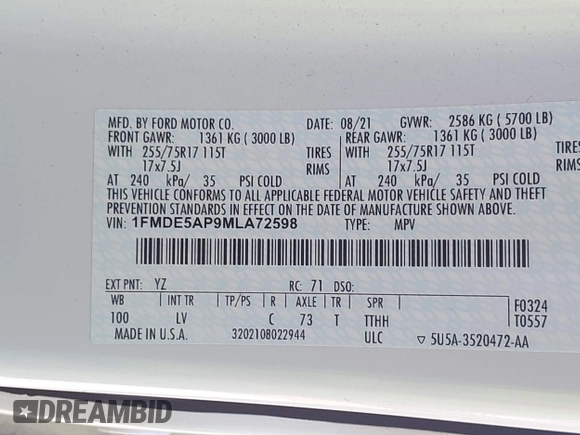 MFD. BY FORD MOTOR CO. DATE: 08/21 GVWR: 2586 KG ( 5700 LB)
FRONT GAWR: 1361 KG ( 3000 LB) REAR GAWR: 1361 KG ( 3000 LB)
WITH 255/75R17 115T TIRES WITH 255/75R17 115T TIRES
17x7.5J RIMS 17x7.5J RIMS
AT 240 kPa/ 35 PSI COLD AT 240 kPa/ 35 PSI COLD
THIS VEHICLE CONFORMS TO ALL APPLICABLE FEDERAL MOTOR VEHICLE SAFETY AND THEFT
PREVENTION STANDARDS IN EFFECT ON THE DATE OF MANUFACTURE SHOWN ABOVE.
VIN: 1FMDE5AP9MLA72598 TYPE: MPV
EXT PNT: YZ RC: 71 DSO:
WB INT TR TP/PS R AXLE TR SPR F0324
100 LV C 73 T TTHH T0557
MADE IN U.S.A. 3202108022944 ULC ▽ 5U5A-3520472-AA
DREAMBID